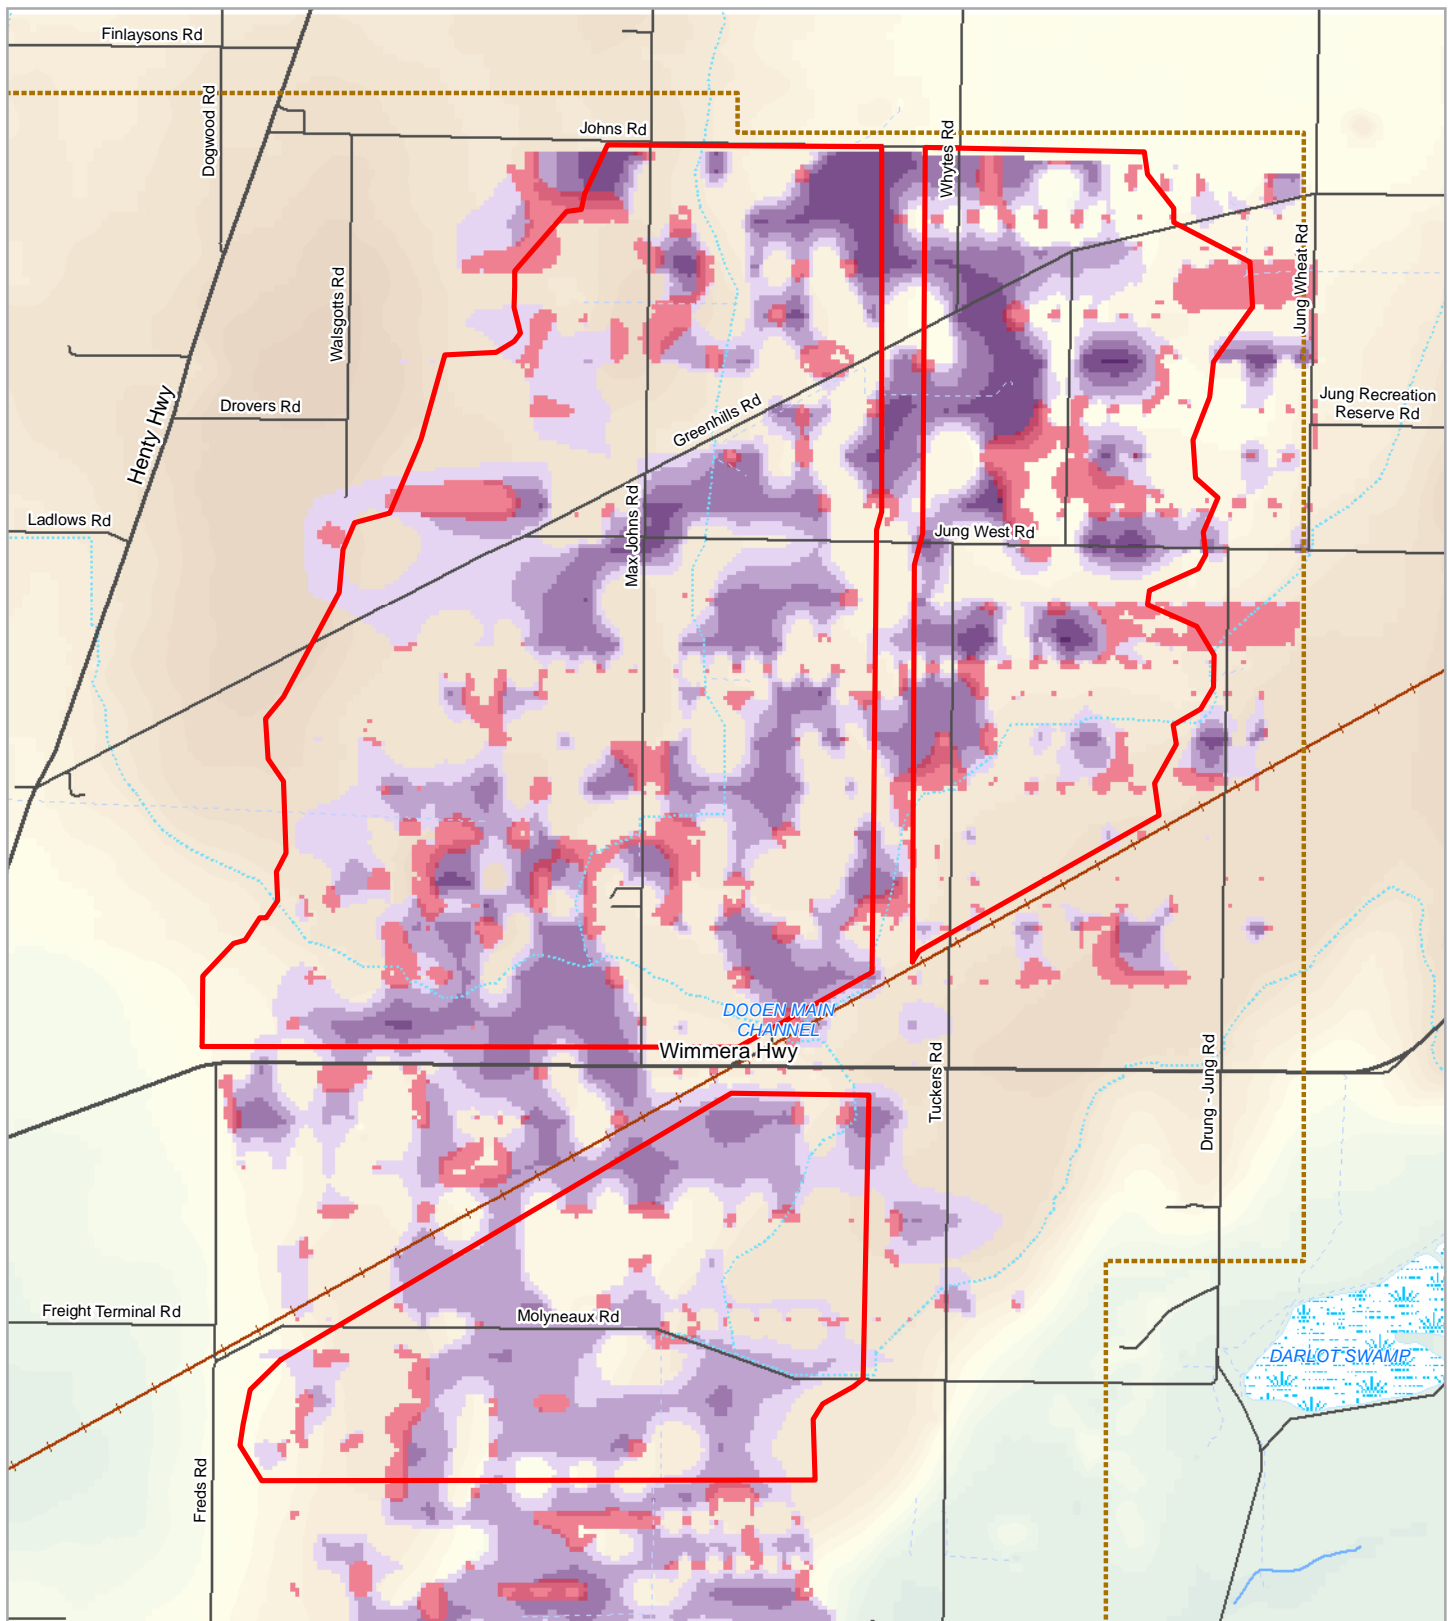 Finlaysons Rd
Dogwood Rd
Johns Rd
Whytes Rd
Walsgotts Rd
Jung Wheat Rd
Henty Hwy
Drovers Rd
Greenhills Rd
Jung Recreation
Reserve Rd
Ladlows Rd
Max Johns Rd
Jung West Rd
DOOEN MAIN
CHANNEL
Wimmera Hwy
Tuckers Rd
Drung - Jung Rd
Freight Terminal Rd
Molyneaux Rd
DARLOT SWAMP
Freds Rd